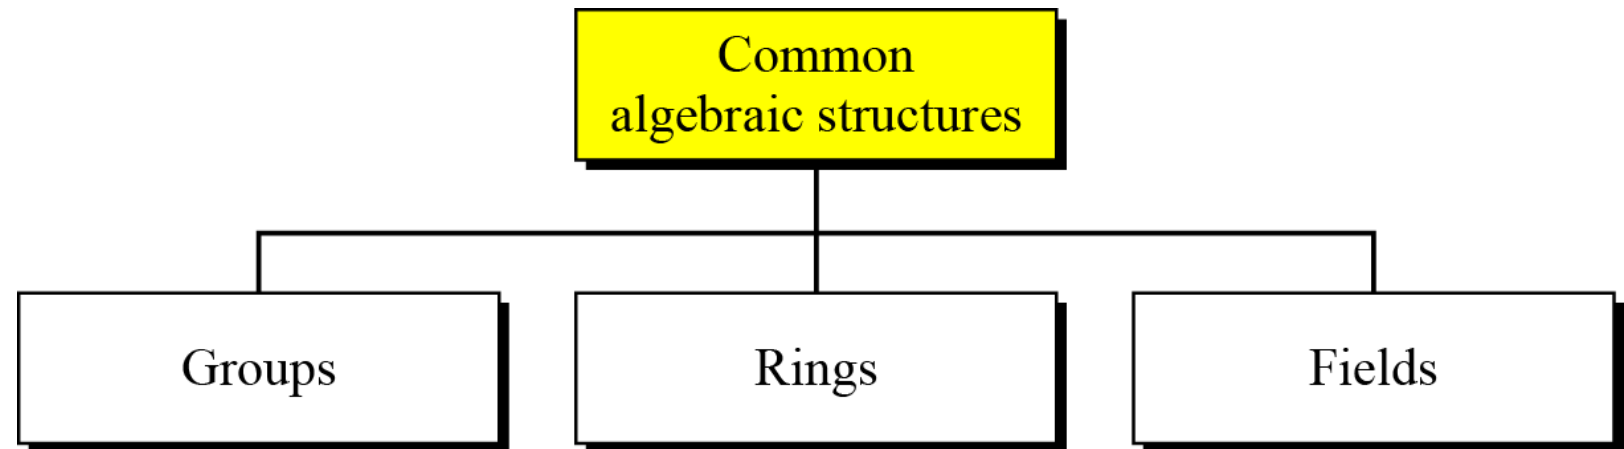 Common
algebraic structures
Groups
Rings
Fields